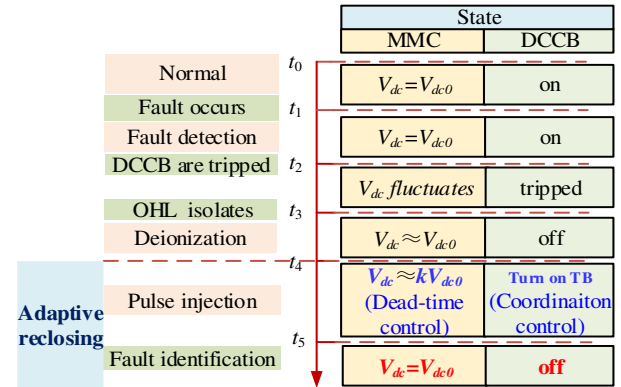 State
MMC DCCB
t0
Normal
Vdc=Vdc0 on
Fault occurs
t1
Fault detection
Vdc=Vdc0 on
DCCB are tripped
t2
Vdc fluctuates tripped
OHL isolates
t3
Deionization
Vdc≈Vdc0 off
t4
Adaptive
reclosing
Pulse injection
Vdc≈kVdc0 Turn on TB
(Dead-time (Coordinaiton
control) control)
t5
Fault identification
Vdc=Vdc0 off